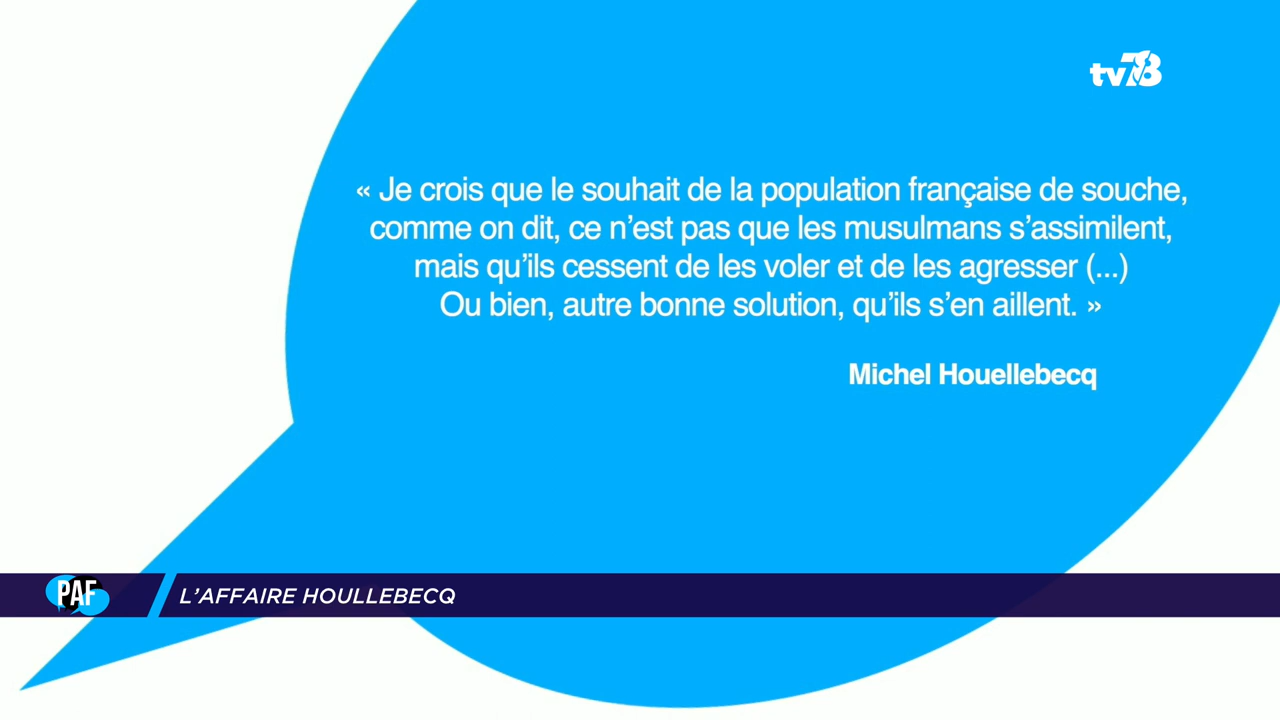 tv78
« Je crois que le souhait de la population française de souche,
comme on dit, ce n’est pas que les musulmans s’assimilent,
mais qu’ils cessent de les voler et de les agresser (...)
Ou bien, autre bonne solution, qu’ils s’en aillent. »
Michel Houellebecq
PAF
L’AFFAIRE HOULLEBECQ